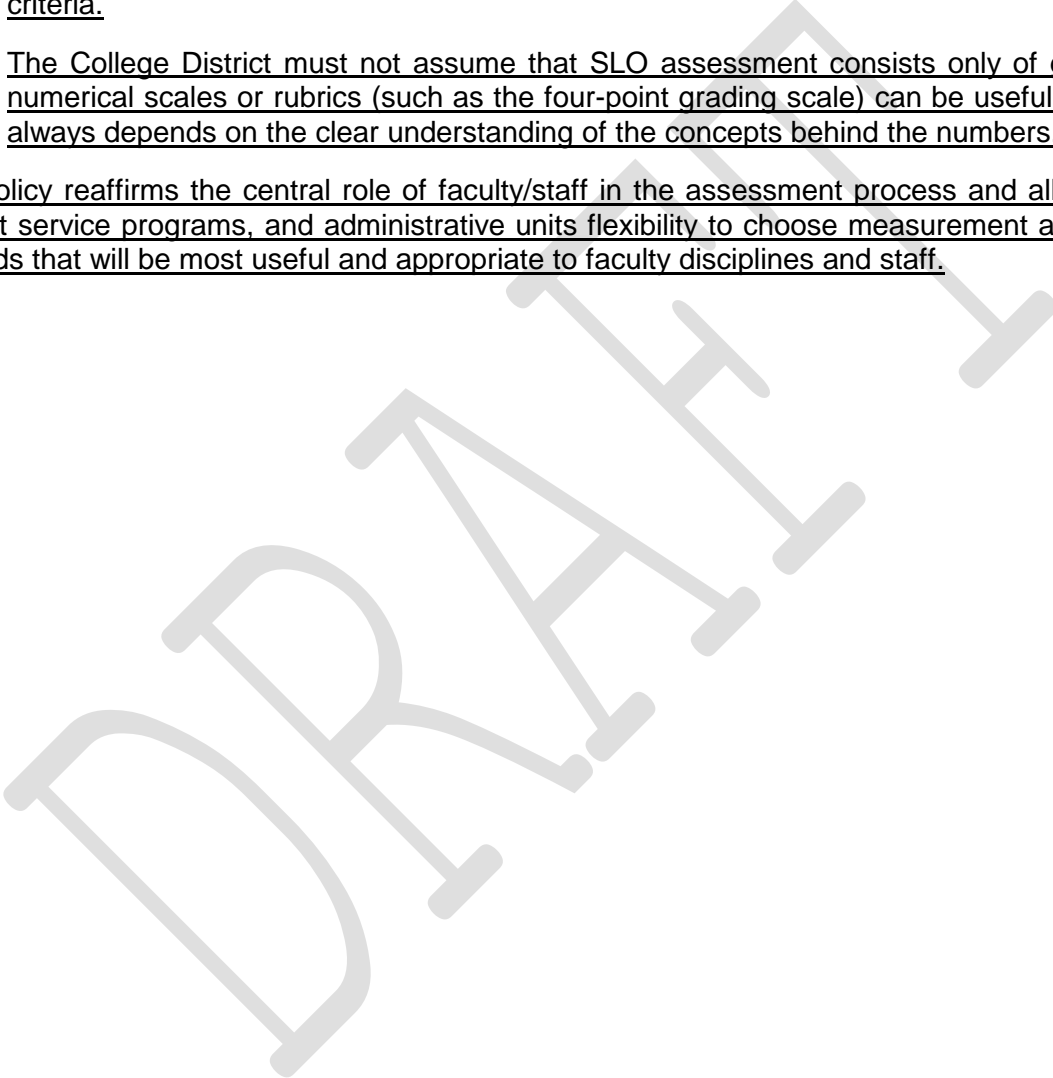 criteria.
The College District must not assume that SLO assessment consists only of
numerical scales or rubrics (such as the four-point grading scale) can be useful
always depends on the clear understanding of the concepts behind the numbers
policy reaffirms the central role of faculty/staff in the assessment process and
service programs, and administrative units flexibility to choose measurement
that will be most useful and appropriate to faculty disciplines and staff.
DRAFT